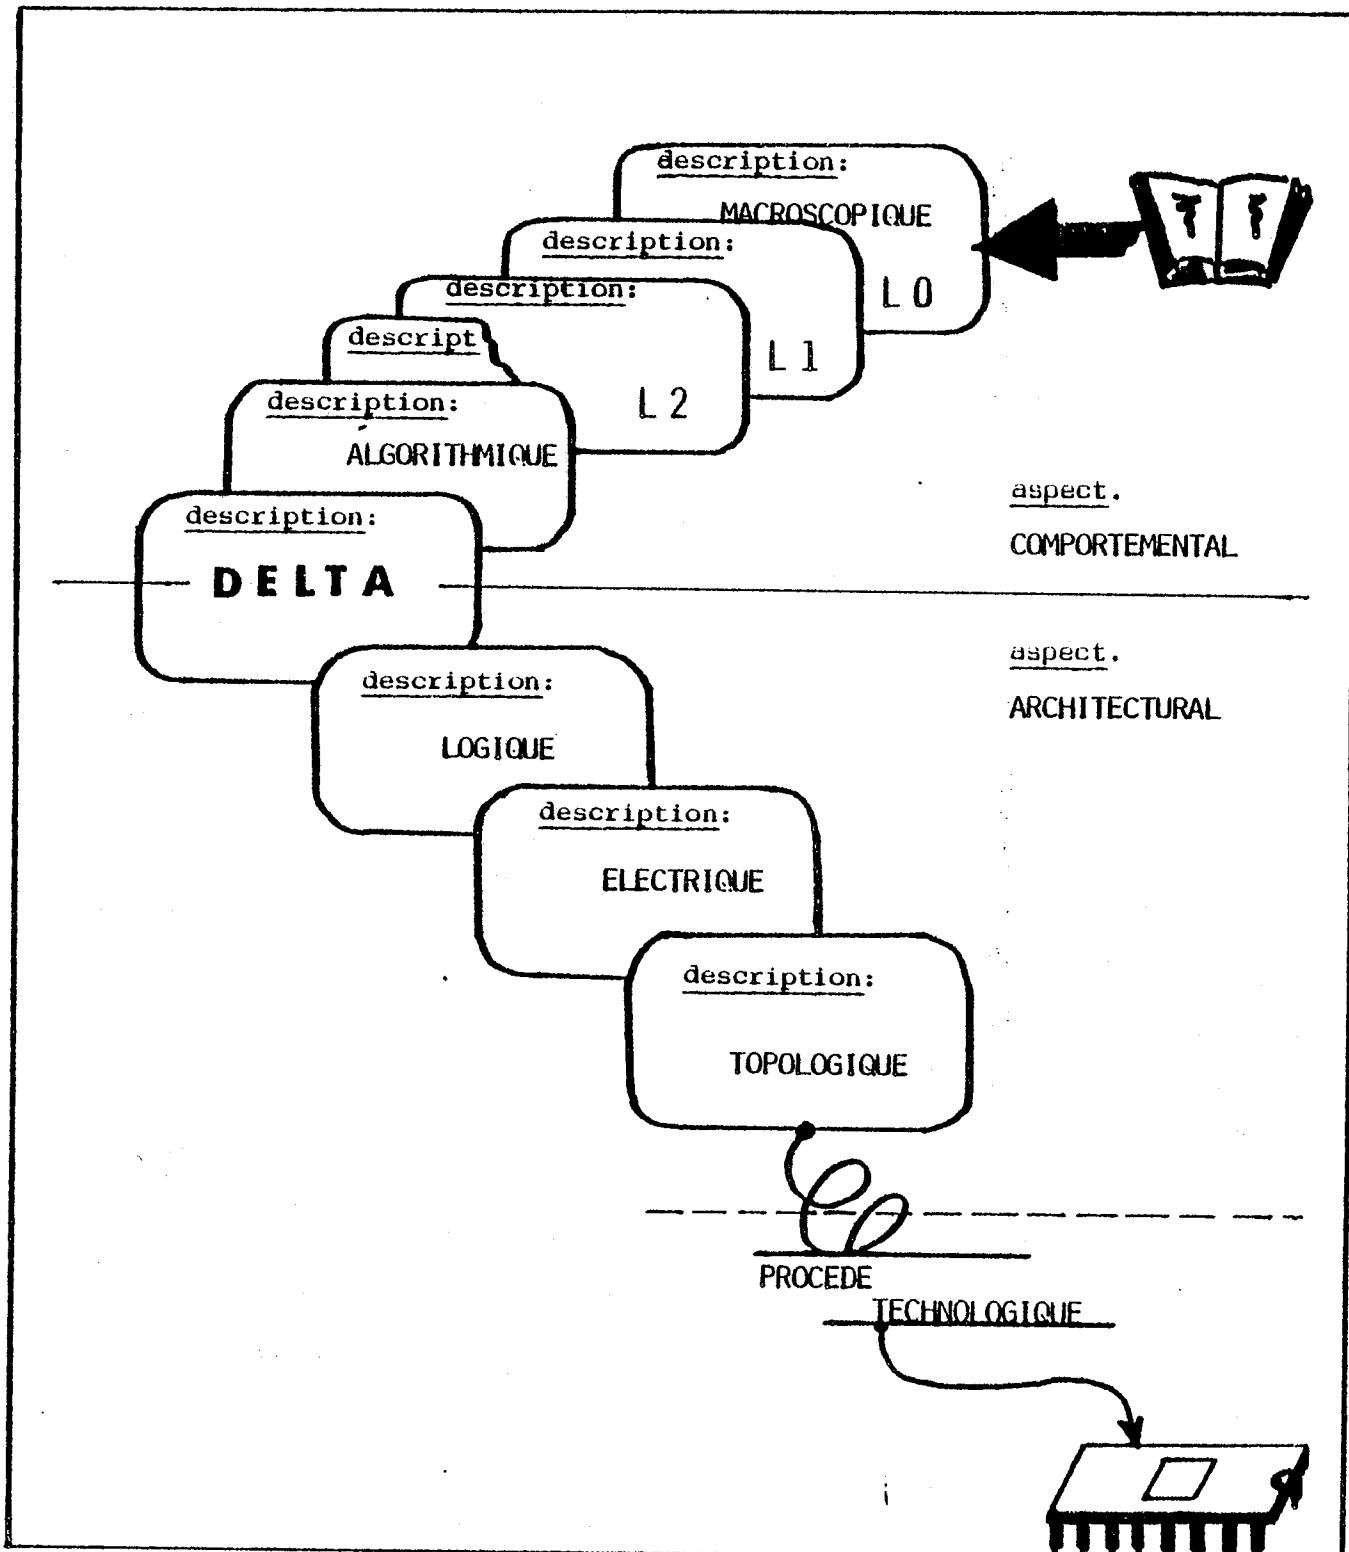 description:
MACROSCOPIQUE
L 0
description:
L 1
description:
L 2
descript
description:
ALGORITHMIQUE
description:
DELTA
aspect.
COMPORTEMENTAL
aspect.
ARCHITECTURAL
description:
LOGIQUE
description:
ELECTRIQUE
description:
TOPOLOGIQUE
PROCEDE
TECHNOLOGIQUE